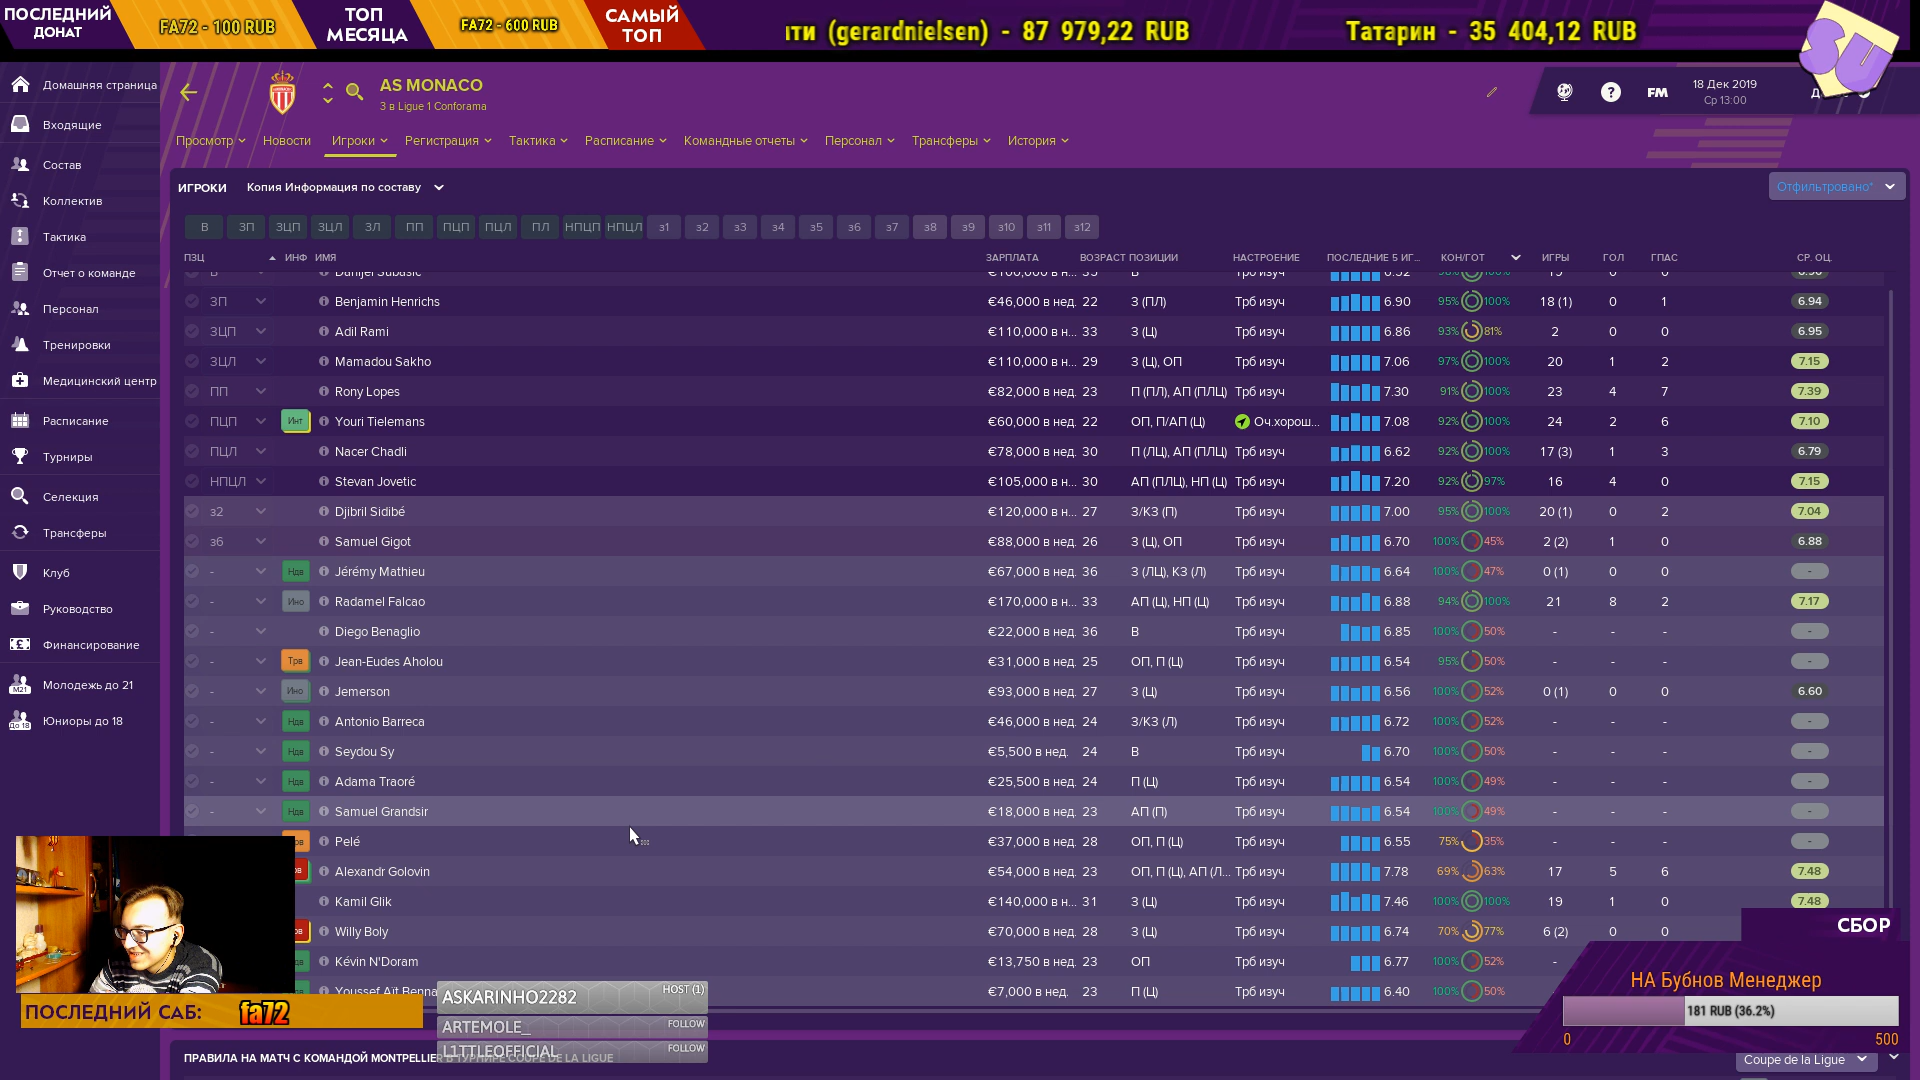 ПОСЛЕДНИЙ ДОНАТ
FA72 - 100 RUB
ТОП МЕСЯЦА
FA72 - 600 RUB
САМЫЙ ТОП
(gerardnielsen) - 87 979,22 RUB
Татарин - 35 404,12 RUB
SU
AS MONACO
3 в Ligue 1 Conforama
FM
18 Дек 2019
Ср 13:00
Домашняя страница
Входящие
Состав
Коллектив
Тактика
Отчет о команде
Персонал
Тренировки
Медицинский центр
Расписание
Турниры
Селекция
Трансферы
Клуб
Руководство
Финансирование
Молодежь до 21
Юниоры до 18
Просмотр Новости Игроки Регистрация Тактика Расписание Командные отчеты Персонал Трансферы История
ИГРОКИ Копия Информация по составу Отфильтровано*
В ЗП ЗЦП ЗЦЛ ЗЛ ПП ПЦП ПЦЛ ПЛ НПЦП НПЦЛ з1 з2 з3 з4 з5 з6 з7 з8 з9 з10 з11 з12
ПЗЦ ИНФ ИМЯ ЗАРПЛАТА ВОЗРАСТ ПОЗИЦИИ НАСТРОЕНИЕ ПОСЛЕДНИЕ 5 ИГ... КОН/ГОТ ИГРЫ ГОЛ ГПАС СР. ОЦ.
Danijel Subasic
ЗП Benjamin Henrichs €46,000 в нед. 22 З (ПЛ) Трб изуч 6.90 95% 100% 18 (1) 0 1 6.94
ЗЦП Adil Rami €110,000 в н... 33 З (Ц) Трб изуч 6.86 93% 81% 2 0 0 6.95
ЗЦЛ Mamadou Sakho €110,000 в н... 29 З (Ц), ОП Трб изуч 7.06 97% 100% 20 1 2 7.15
ПП Rony Lopes €82,000 в нед. 23 П (ПЛ), АП (ПЛЦ) Трб изуч 7.30 91% 100% 23 4 7 7.39
ПЦП Инт Youri Tielemans €60,000 в нед. 22 ОП, П/АП (Ц) Оч.хорош... 7.08 92% 100% 24 2 6 7.10
ПЦЛ Nacer Chadli €78,000 в нед. 30 П (ЛЦ), АП (ПЛЦ) Трб изуч 6.62 92% 100% 17 (3) 1 3 6.79
НПЦЛ Stevan Jovetic €105,000 в н... 30 АП (ПЛЦ), НП (Ц) Трб изуч 7.20 92% 97% 16 4 0 7.15
з2 Djibril Sidibé €120,000 в н... 27 З/КЗ (П) Трб изуч 7.00 95% 100% 20 (1) 0 2 7.04
з6 Samuel Gigot €88,000 в нед. 26 З (Ц), ОП Трб изуч 6.70 100% 45% 2 (2) 1 0 6.88
- Ндв Jérémy Mathieu €67,000 в нед. 36 З (ЛЦ), КЗ (Л) Трб изуч 6.64 100% 47% 0 (1) 0 0 -
- Ино Radamel Falcao €170,000 в н... 33 АП (Ц), НП (Ц) Трб изуч 6.88 94% 100% 21 8 2 7.17
- Diego Benaglio €22,000 в нед. 36 В Трб изуч 6.85 100% 50% - - - -
- Трв Jean-Eudes Aholou €31,000 в нед. 25 ОП, П (Ц) Трб изуч 6.54 95% 50% - - - -
- Ино Jemerson €93,000 в нед. 27 З (Ц) Трб изуч 6.56 100% 52% 0 (1) 0 0 6.60
- Ндв Antonio Barreca €46,000 в нед. 24 З/КЗ (Л) Трб изуч 6.72 100% 52% - - - -
- Ндв Seydou Sy €5,500 в нед. 24 В Трб изуч 6.70 100% 50% - - - -
- Ндв Adama Traoré €25,500 в нед. 24 П (Ц) Трб изуч 6.54 100% 49% - - - -
- Ндв Samuel Grandsir €18,000 в нед. 23 АП (П) Трб изуч 6.54 100% 49% - - - -
Pelé €37,000 в нед. 28 ОП, П (Ц) Трб изуч 6.55 75% 35% - - - -
Alexandr Golovin €54,000 в нед. 23 ОП, П (Ц), АП (Л... Трб изуч 7.78 69% 63% 17 5 6 7.48
Kamil Glik €140,000 в н... 31 З (Ц) Трб изуч 7.46 100% 100% 19 1 0 7.48
Willy Boly €70,000 в нед. 28 З (Ц) Трб изуч 6.74 70% 77% 6 (2) 0 0
Kévin N'Doram €13,750 в нед. 23 ОП Трб изуч 6.77 100% 52% -
Youssef Aït Benna €7,000 в нед. 23 П (Ц) Трб изуч 6.40 100% 50%
ПОСЛЕДНИЙ САБ: fa72
ASKARINHO2282 HOST (1)
ARTEMOLE_ FOLLOW
L1TTLEOFFICIAL FOLLOW
СБОР
НА Бубнов Менеджер
181 RUB (36.2%)
0 500
ПРАВИЛА НА МАТЧ С КОМАНДОЙ MONTPELLIER В ТУРНИРЕ COUPE DE LA LIGUE
Coupe de la Ligue